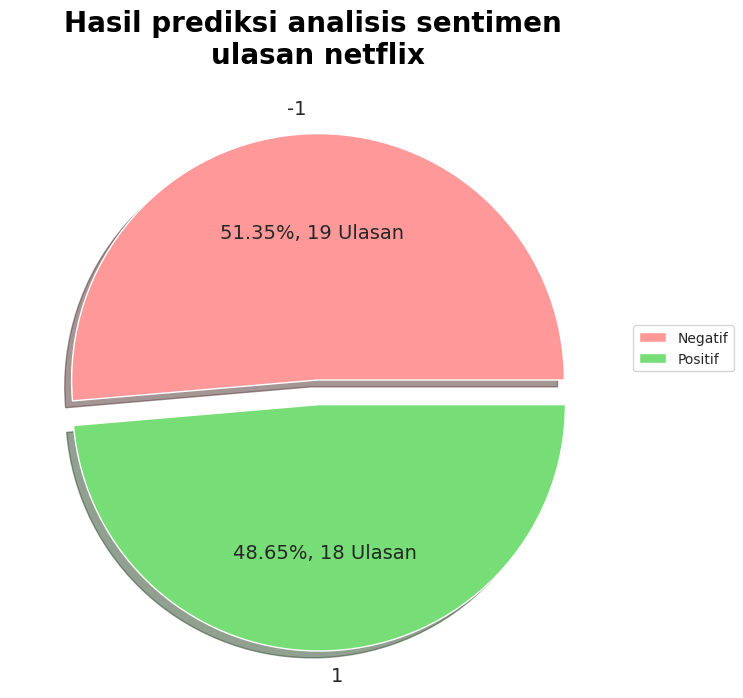 Hasil prediksi analisis sentimen
ulasan netflix
-1
51.35%, 19 Ulasan
Negatif
Positif
48.65%, 18 Ulasan
1